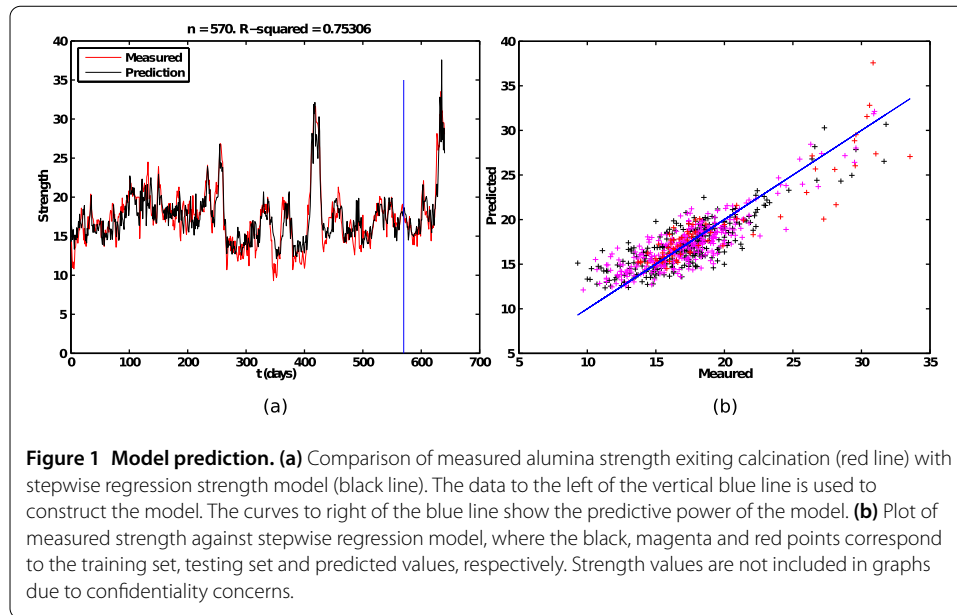 n = 570. R-squared = 0.75306
40
35
30
25
20
15
10
5
0
Strength
Measured
Prediction
0 100 200 300 400 500 600 700
t (days)
(a)
40
35
30
25
20
15
10
5
Predicted
5 10 15 20 25 30 35
Meaured
(b)
Figure 1 Model prediction. (a) Comparison of measured alumina strength exiting calcination (red line) with
stepwise regression strength model (black line). The data to the left of the vertical blue line is used to
construct the model. The curves to right of the blue line show the predictive power of the model. (b) Plot of
measured strength against stepwise regression model, where the black, magenta and red points correspond
to the training set, testing set and predicted values, respectively. Strength values are not included in graphs
due to confidentiality concerns.